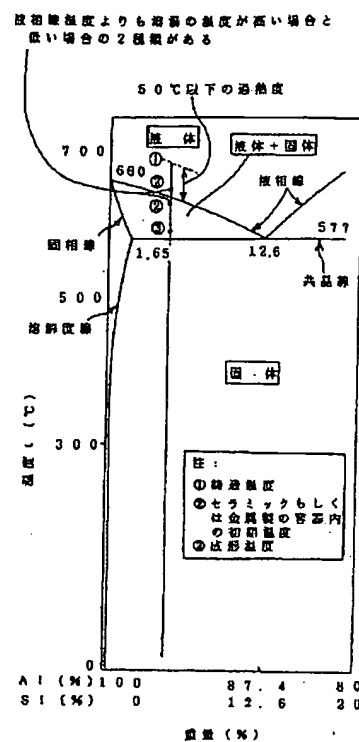 液相線温度よりも溶湯の温度が高い場合と
低い場合の2種類がある
50℃以下の過熱度
液体
液体+固体
700
660
①
②
②
③
液相線
577
固相線
1.65
12.6
共晶線
500
溶解度線
固体
温度 t (℃)
300
注:
①鋳造温度
②セラミックもしく
は金属製の容器内
の初期温度
③成形温度
0
Al(%)100 87.4 80
Si(%) 0 12.6 20
重量(%)